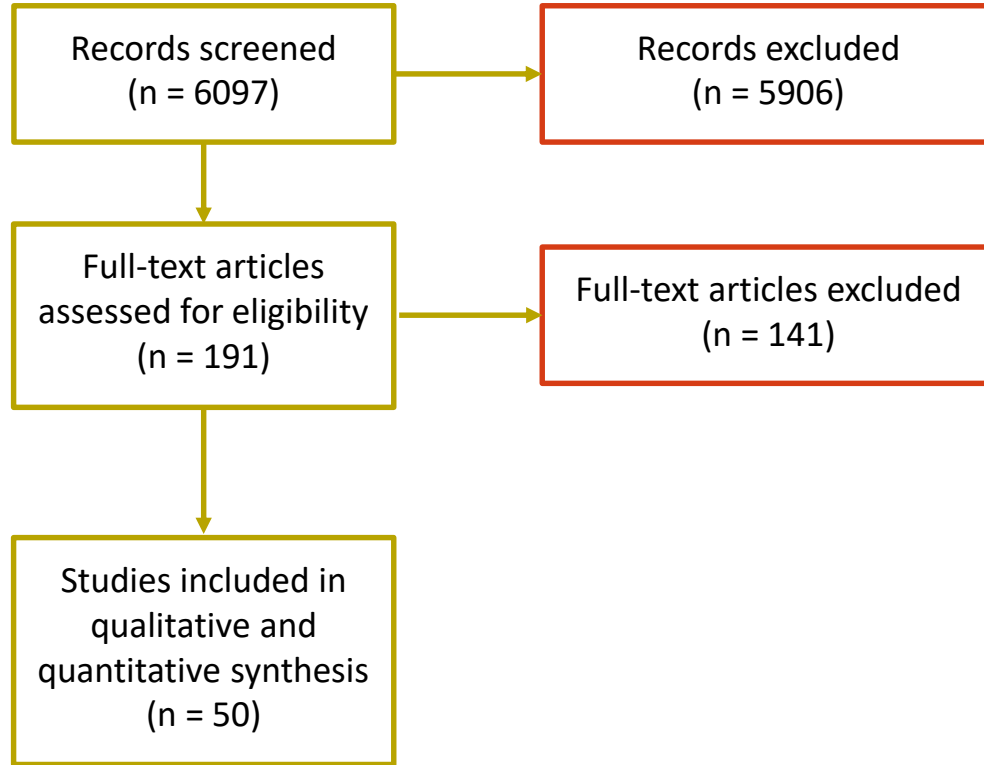 Records screened
(n = 6097)
Records excluded
(n = 5906)
Full-text articles
assessed for eligibility
(n = 191)
Full-text articles excluded
(n = 141)
Studies included in
qualitative and
quantitative synthesis
(n = 50)